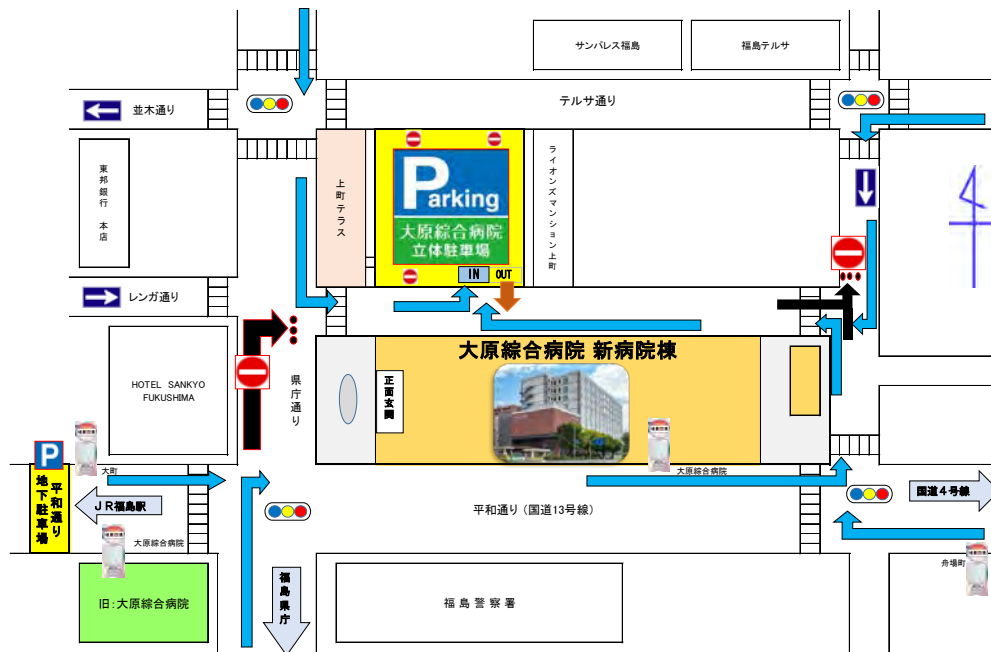 サンパレス福島
福島テルサ
並木通り
テルサ通り
東邦銀行 本店
上町テラス
Parking
大原綜合病院
立体駐車場
IN
OUT
ライオンズマンション上町
レンガ通り
大原綜合病院 新病院棟
HOTEL SANKYO
FUKUSHIMA
県庁通り
正面玄関
P
平和通り
地下駐車場
大町
大原綜合病院
JR福島駅
平和通り(国道13号線)
国道4号線
大原綜合病院
舟場町
旧:大原綜合病院
福島県庁
福島警察署